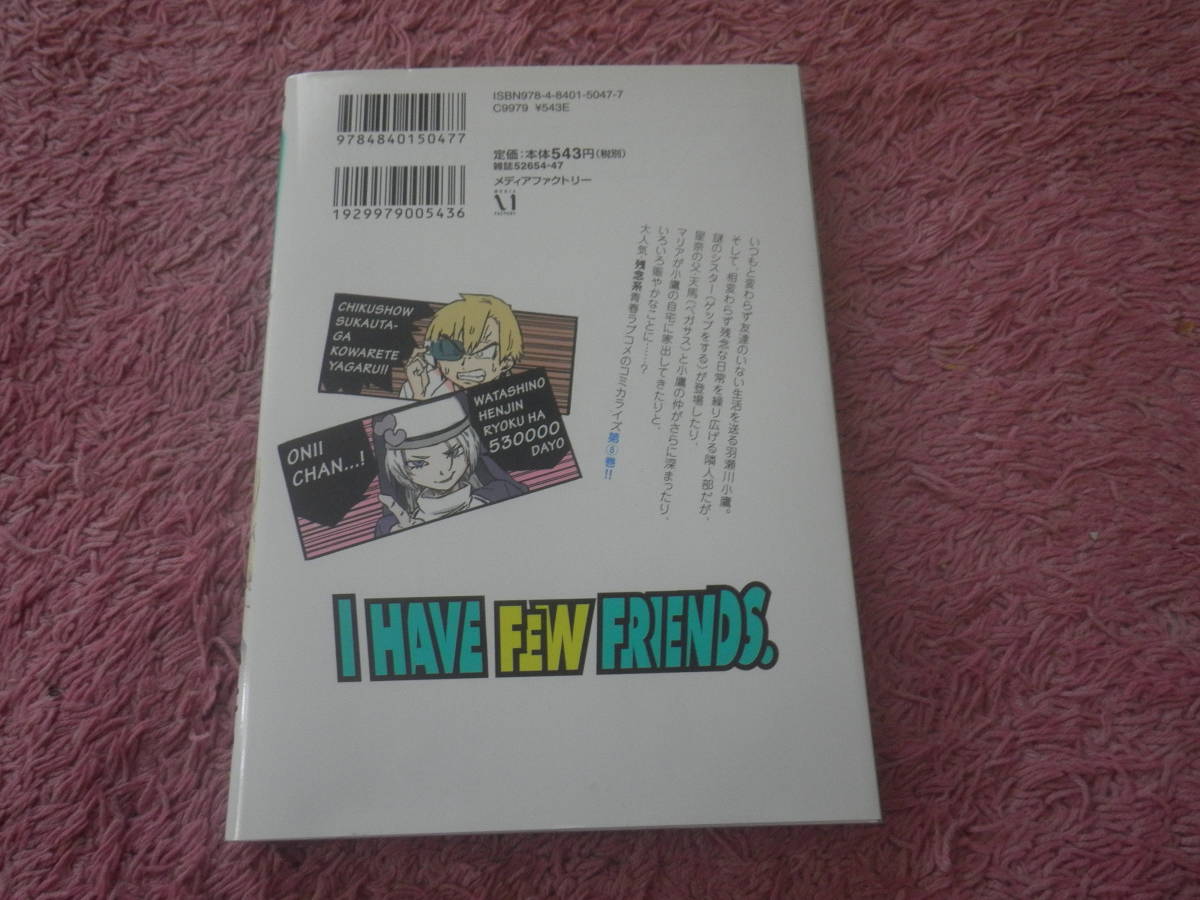 ISBN978-4-8401-5047-7
C9979 ¥543E
9784840150477
定価:本体543円(税別)
雑誌52654-47
メディアファクトリー
MEDIA
FACTORY
1929979005436
いつもと変わらず友達のいない生活を送る羽瀬川小鷹。
そして、相変わらず残念な日常を繰り広げる隣人部だが、
謎のシスター(ゲップをする)が登場したり、
星奈の父・天馬(ペガサス)と小鷹の仲がさらに深まったり、
マリアが小鷹の自宅に家出してきたりと、
いろいろ賑やかなことに……?
大人気 残念系青春ラブコメのコミカライズ第⑧巻!!
CHIKUSHOW
SUKAUTA-
GA
KOWARETE
YAGARU!!
WATASHINO
HENJIN
RYOKU HA
530000
DAYO
ONII
CHAN...!
I HAVE FEW FRIENDS.